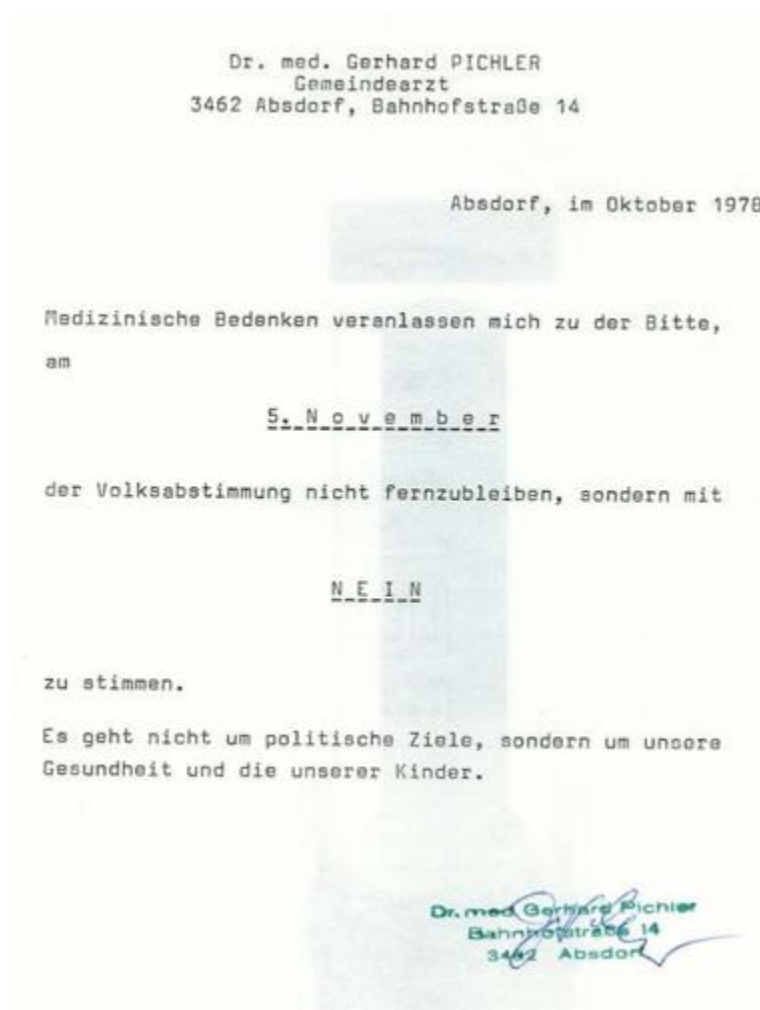 Dr. med. Gerhard PICHLER
Gemeindearzt
3462 Absdorf, Bahnhofstraße 14
Absdorf, im Oktober 1978
Medizinische Bedenken veranlassen mich zu der Bitte,
am
5. N o v e m b e r
der Volksabstimmung nicht fernzubleiben, sondern mit
N E I N
zu stimmen.
Es geht nicht um politische Ziele, sondern um unsere
Gesundheit und die unserer Kinder.
Dr. med Gerhard Pichler
Bahnhofstraße 14
3462 Absdorf